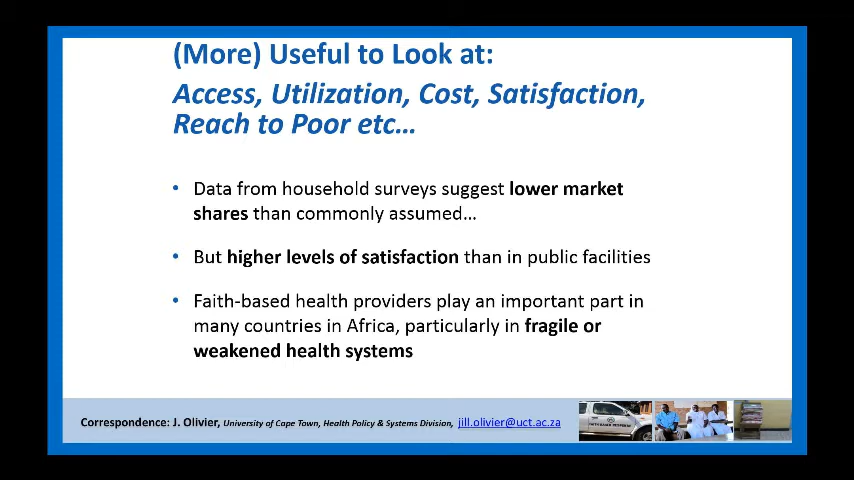 (More) Useful to Look at:
Access, Utilization, Cost, Satisfaction,
Reach to Poor etc...
• Data from household surveys suggest lower market
shares than commonly assumed...
• But higher levels of satisfaction than in public facilities
• Faith-based health providers play an important part in
many countries in Africa, particularly in fragile or
weakened health systems
Correspondence: J. Olivier, University of Cape Town, Health Policy & Systems Division, jill.olivier@uct.ac.za